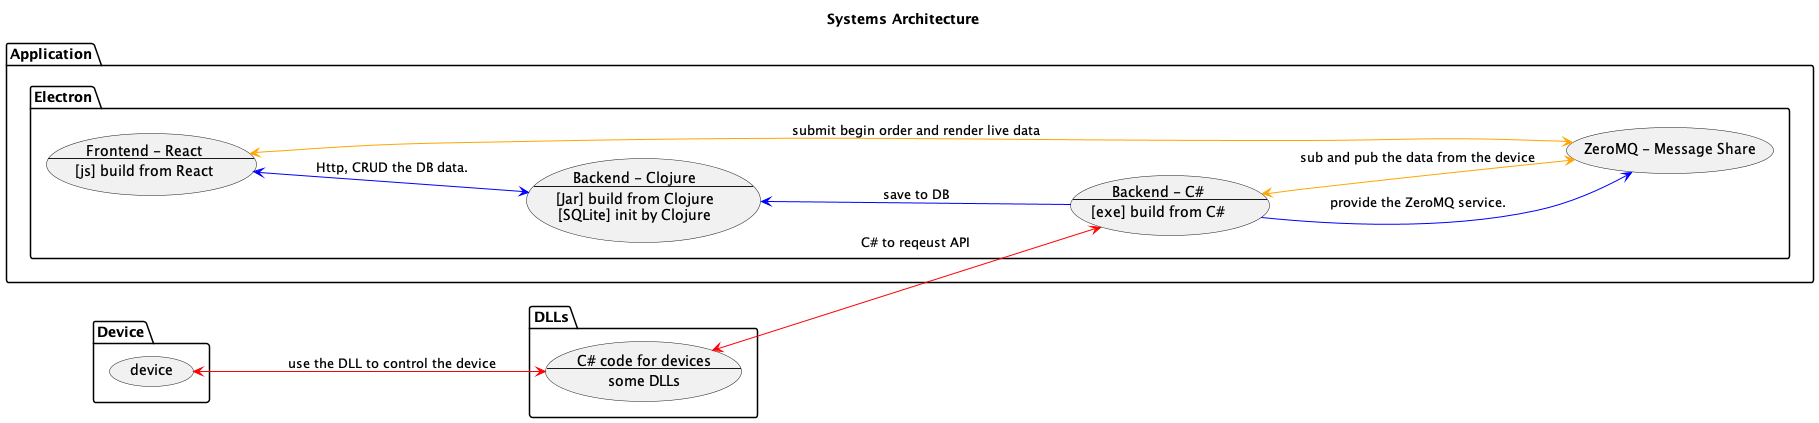 Systems Architecture
Application
Electron
submit begin order and render live data
Frontend - React
[js] build from React
Http, CRUD the DB data.
Backend - Clojure
[Jar] build from Clojure
[SQLite] init by Clojure
save to DB
Backend - C#
[exe] build from C#
sub and pub the data from the device
ZeroMQ - Message Share
provide the ZeroMQ service.
C# to reqeust API
Device
device
use the DLL to control the device
DLLs
C# code for devices
some DLLs